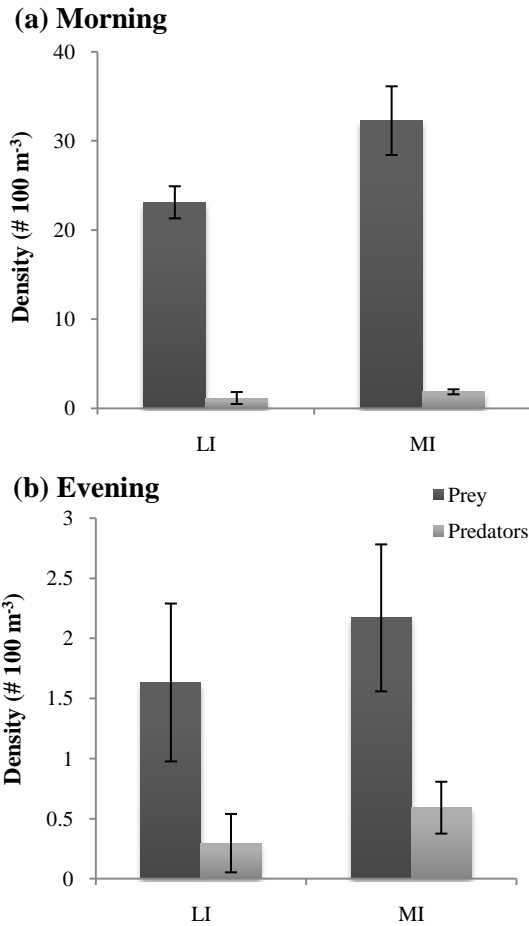 (a) Morning
Density (# 100 m-3)
40
30
20
10
0
LI MI
(b) Evening
Prey
Predators
Density (# 100 m-3)
3
2.5
2
1.5
1
0.5
0
LI MI